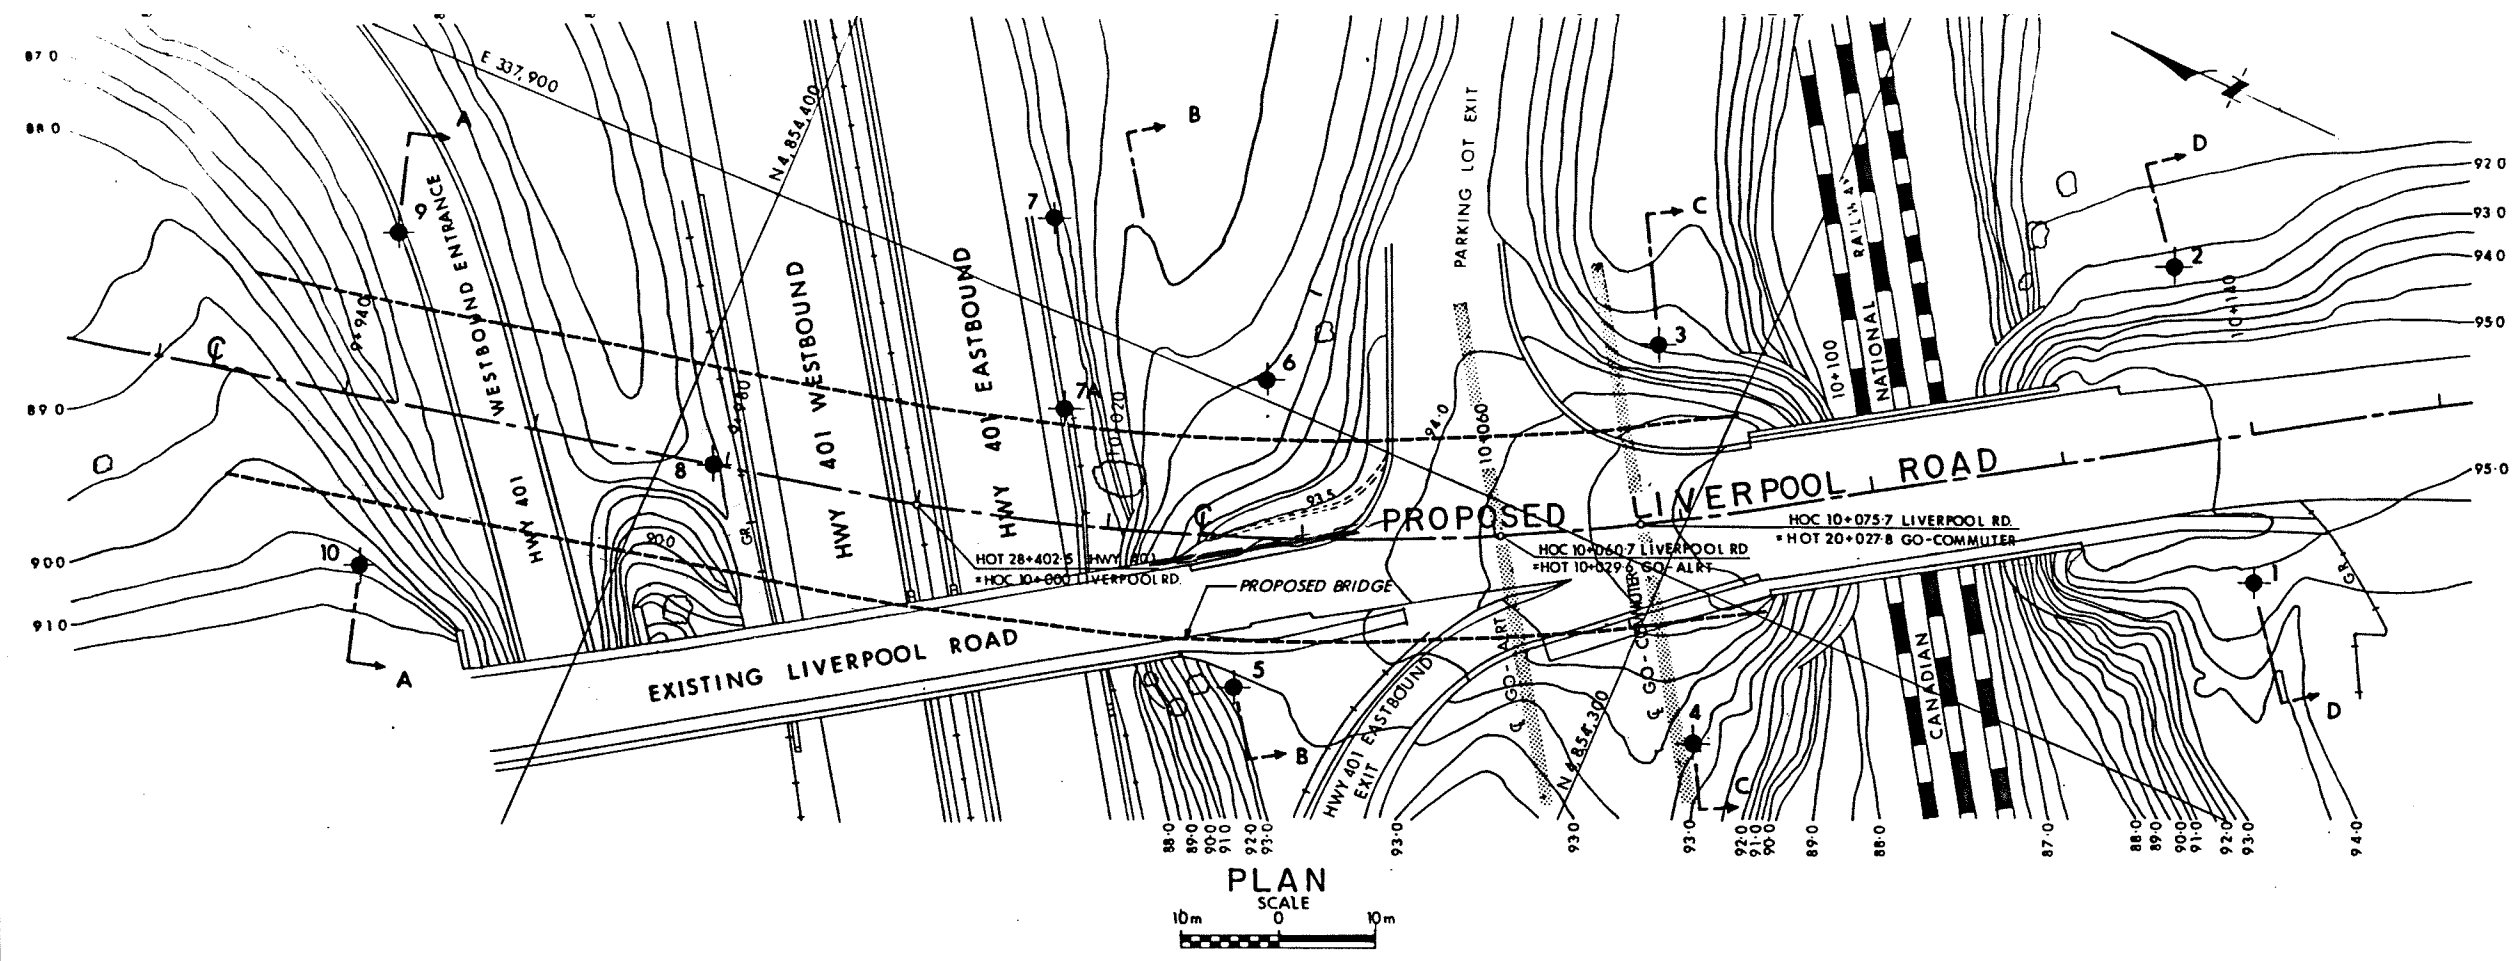 87 0
88 0
89 0
90 0
91 0
E 337,900
N 4,854,400
A
9
WESTBOUND ENTRANCE
HWY 401
9+940
℄
10
A
8
9+980
GR
90.0
HWY 401 WESTBOUND
HWY 401 EASTBOUND
7
7A
10+020
B
6
93.5
℄
PARKING LOT EXIT
94.0
10+060
C
3
10+100
NATIONAL
RAILWAY
D
2
10+140
92 0
93 0
94 0
95 0
95.0
PROPOSED LIVERPOOL ROAD
HOT 28+402.5 HWY 401
=HOC 10+000 LIVERPOOL RD.
HOC 10+060.7 LIVERPOOL RD
=HOT 10+029.6 GO-ALRT
HOC 10+075.7 LIVERPOOL RD.
=HOT 20+027.8 GO-COMMUTER
PROPOSED BRIDGE
EXISTING LIVERPOOL ROAD
5
B
HWY 401 EASTBOUND
EXIT
℄ GO-ALRT
℄ GO-COMMUTER
N 4,854,300
4
C
CANADIAN
1
GR
D
88.0
89.0
90.0
91.0
92.0
93.0
93.0
93.0
93.0
92.0
91.0
90.0
89.0
88.0
87.0
88.0
89.0
90.0
91.0
92.0
93.0
94.0
PLAN
SCALE
10m 0 10m